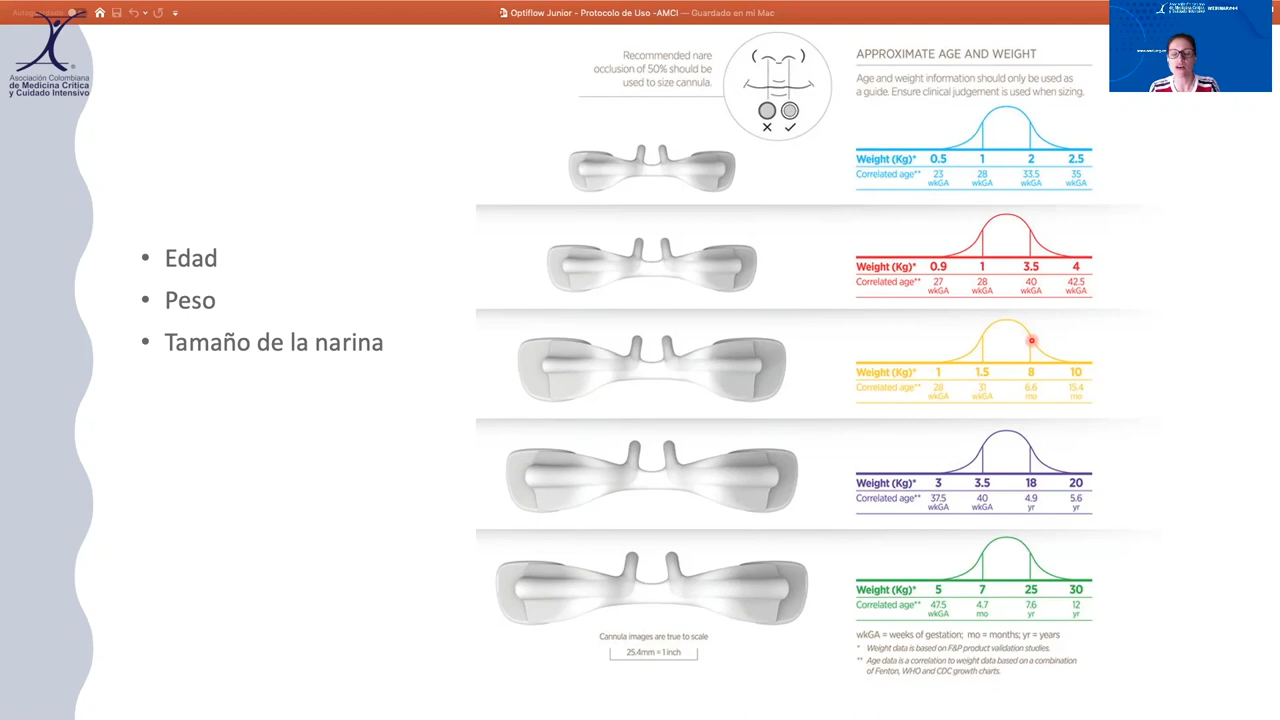 Optiflow Junior - Protocolo de Uso -AMCI — Guardado en mi Mac
Asociación Colombiana
de Medicina Crítica
y Cuidado Intensivo
• Edad
• Peso
• Tamaño de la narina
Recommended nare
occlusion of 50% should be
used to size cannula.
APPROXIMATE AGE AND WEIGHT
Age and weight information should only be used as
a guide. Ensure clinical judgement is used when sizing.
Weight (Kg)* 0.5 1 2 2.5
Correlated age** 23 28 33.5 35
wkGA wkGA wkGA wkGA
Weight (Kg)* 0.9 1 3.5 4
Correlated age** 27 28 40 42.5
wkGA wkGA wkGA wkGA
Weight (Kg)* 1 1.5 8 10
Correlated age** 28 31 6.6 15.4
wkGA wkGA mo mo
Weight (Kg)* 3 3.5 18 20
Correlated age** 37.5 40 4.9 5.6
wkGA wkGA yr yr
Weight (Kg)* 5 7 25 30
Correlated age** 47.5 4.7 7.6 12
wkGA mo yr yr
Cannula images are true to scale
25.4mm = 1 inch
wkGA = weeks of gestation; mo = months; yr = years
* Weight data is based on F&P product validation studies.
** Age data is a correlation to weight data based on a combination
of Fenton, WHO and CDC growth charts.